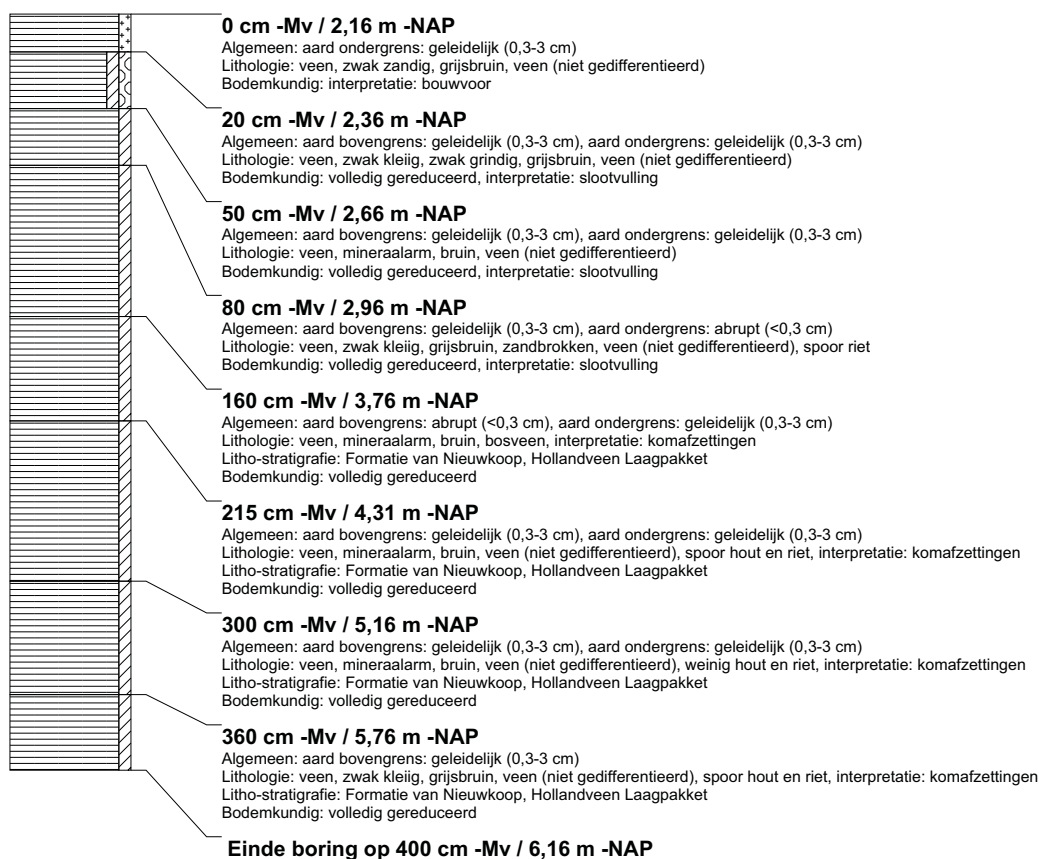 0 cm -Mv / 2,16 m -NAP
Algemeen: aard ondergrens: geleidelijk (0,3-3 cm)
Lithologie: veen, zwak zandig, grijsbruin, veen (niet gedifferentieerd)
Bodemkundig: interpretatie: bouwvoor
20 cm -Mv / 2,36 m -NAP
Algemeen: aard bovengrens: geleidelijk (0,3-3 cm), aard ondergrens: geleidelijk (0,3-3 cm)
Lithologie: veen, zwak kleiig, zwak grindig, grijsbruin, veen (niet gedifferentieerd)
Bodemkundig: volledig gereduceerd, interpretatie: slootvulling
50 cm -Mv / 2,66 m -NAP
Algemeen: aard bovengrens: geleidelijk (0,3-3 cm), aard ondergrens: geleidelijk (0,3-3 cm)
Lithologie: veen, mineraalarm, bruin, veen (niet gedifferentieerd)
Bodemkundig: volledig gereduceerd, interpretatie: slootvulling
80 cm -Mv / 2,96 m -NAP
Algemeen: aard bovengrens: geleidelijk (0,3-3 cm), aard ondergrens: abrupt (<0,3 cm)
Lithologie: veen, zwak kleiig, grijsbruin, zandbrokken, veen (niet gedifferentieerd), spoor riet
Bodemkundig: volledig gereduceerd, interpretatie: slootvulling
160 cm -Mv / 3,76 m -NAP
Algemeen: aard bovengrens: abrupt (<0,3 cm), aard ondergrens: geleidelijk (0,3-3 cm)
Lithologie: veen, mineraalarm, bruin, bosveen, interpretatie: komafzettingen
Litho-stratigrafie: Formatie van Nieuwkoop, Hollandveen Laagpakket
Bodemkundig: volledig gereduceerd
215 cm -Mv / 4,31 m -NAP
Algemeen: aard bovengrens: geleidelijk (0,3-3 cm), aard ondergrens: geleidelijk (0,3-3 cm)
Lithologie: veen, mineraalarm, bruin, veen (niet gedifferentieerd), spoor hout en riet, interpretatie: komafzettingen
Litho-stratigrafie: Formatie van Nieuwkoop, Hollandveen Laagpakket
Bodemkundig: volledig gereduceerd
300 cm -Mv / 5,16 m -NAP
Algemeen: aard bovengrens: geleidelijk (0,3-3 cm), aard ondergrens: geleidelijk (0,3-3 cm)
Lithologie: veen, mineraalarm, bruin, veen (niet gedifferentieerd), weinig hout en riet, interpretatie: komafzettingen
Litho-stratigrafie: Formatie van Nieuwkoop, Hollandveen Laagpakket
Bodemkundig: volledig gereduceerd
360 cm -Mv / 5,76 m -NAP
Algemeen: aard bovengrens: geleidelijk (0,3-3 cm)
Lithologie: veen, zwak kleiig, grijsbruin, veen (niet gedifferentieerd), spoor hout en riet, interpretatie: komafzettingen
Litho-stratigrafie: Formatie van Nieuwkoop, Hollandveen Laagpakket
Bodemkundig: volledig gereduceerd
Einde boring op 400 cm -Mv / 6,16 m -NAP